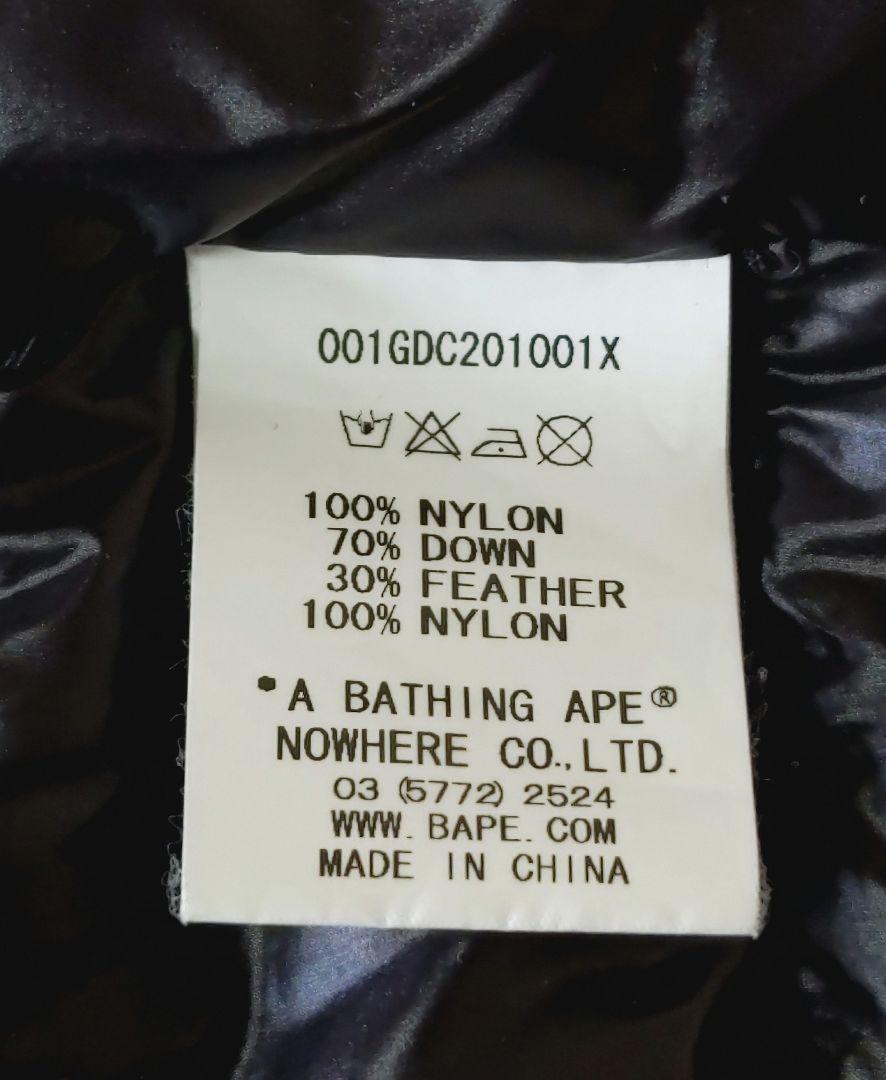 001GDC201001X
100% NYLON
70% DOWN
30% FEATHER
100% NYLON
A BATHING APE®
NOWHERE CO., LTD.
03 (5772) 2524
WWW. BAPE. COM
MADE IN CHINA